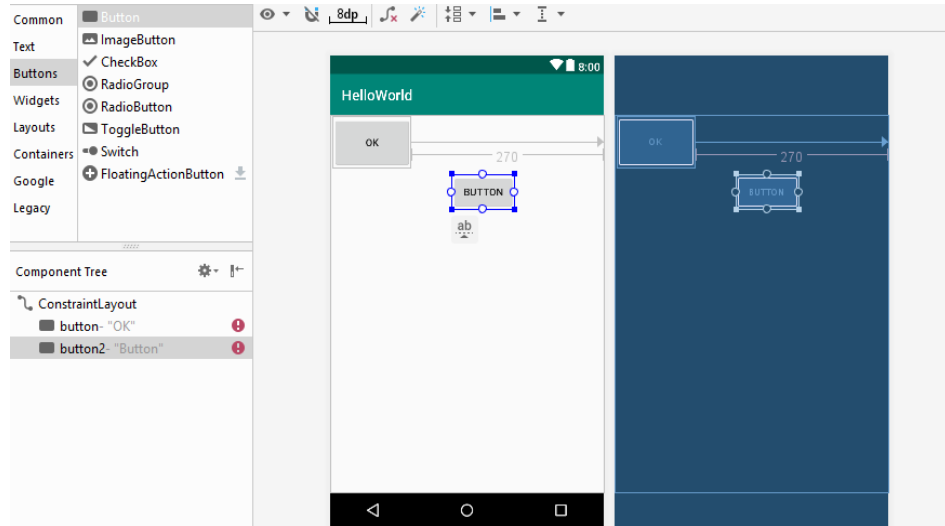 Common
Text
Buttons
Widgets
Layouts
Containers
Google
Legacy
Button
ImageButton
CheckBox
RadioGroup
RadioButton
ToggleButton
Switch
FloatingActionButton
8dp
Component Tree
ConstraintLayout
button- "OK"
button2- "Button"
8:00
HelloWorld
OK
270
BUTTON
ab
OK
270
BUTTON